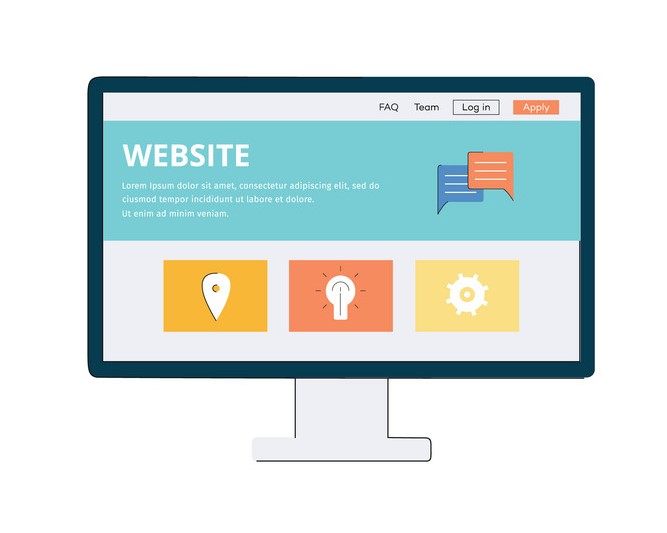 FAQ Team Log in Apply
WEBSITE
Lorem Ipsum dolor sit amet, consectetur adipiscing elit, sed do
ciusmod tempor incididunt ut labore et dolore.
Ut enim ad minim veniam.